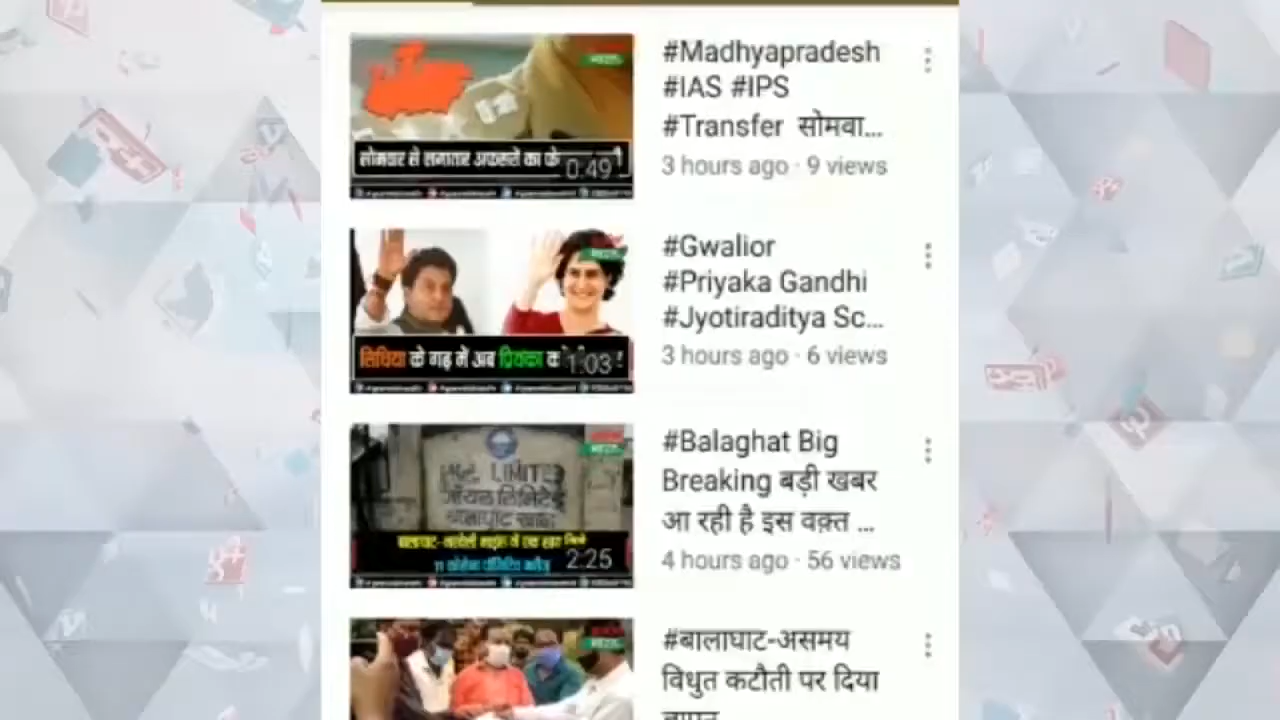 #Madhyapradesh
#IAS #IPS
#Transfer सोमवा...
3 hours ago · 9 views
सोमवार से लगातार अफसरों का
0:49
#Gwalior
#Priyaka Gandhi
#Jyotiraditya Sc...
3 hours ago · 6 views
सिंधिया के गढ़ में अब प्रियंका
1:03
#Balaghat Big
Breaking बड़ी खबर
आ रही है इस वक़्त ...
4 hours ago · 56 views
LIMITED
बालाघाट-
11 कोरोना पॉजिटिव मरीज
2:25
#बालाघाट-असमय
विधुत कटौती पर दिया